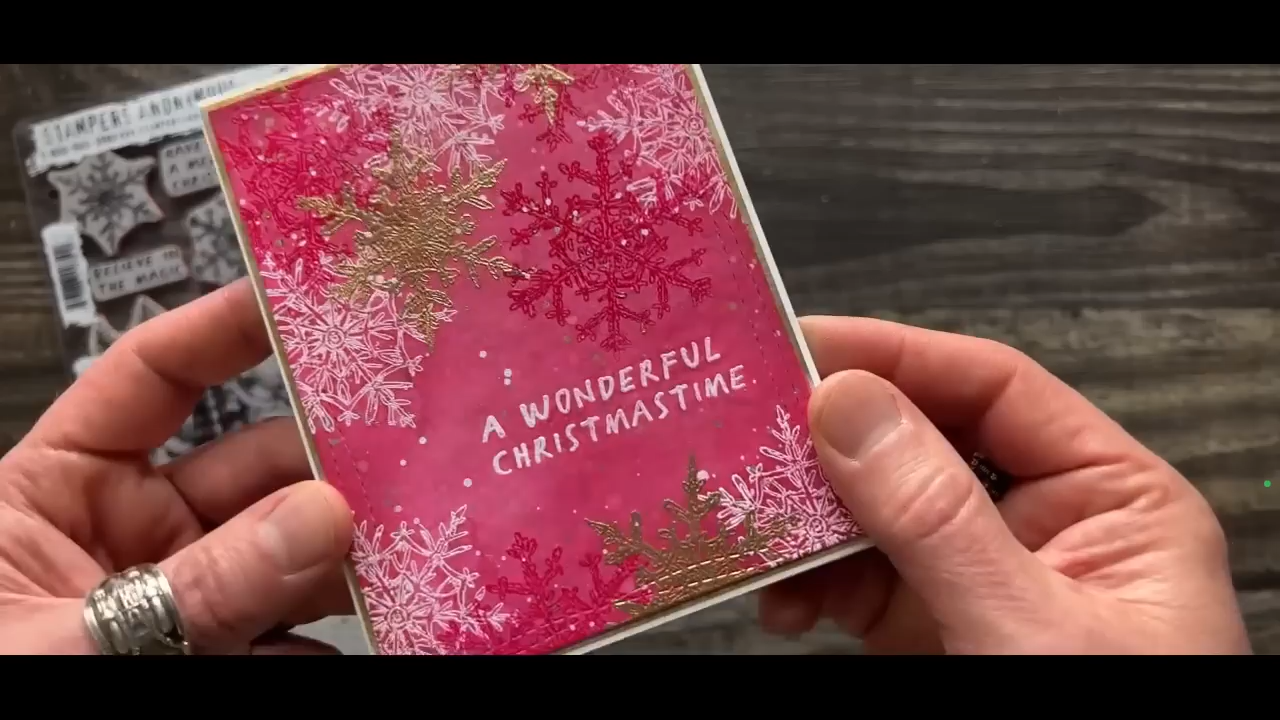 STAMPERS ANONYMOUS
A WONDERFUL
CHRISTMASTIME
BELIEVE IN
THE MAGIC